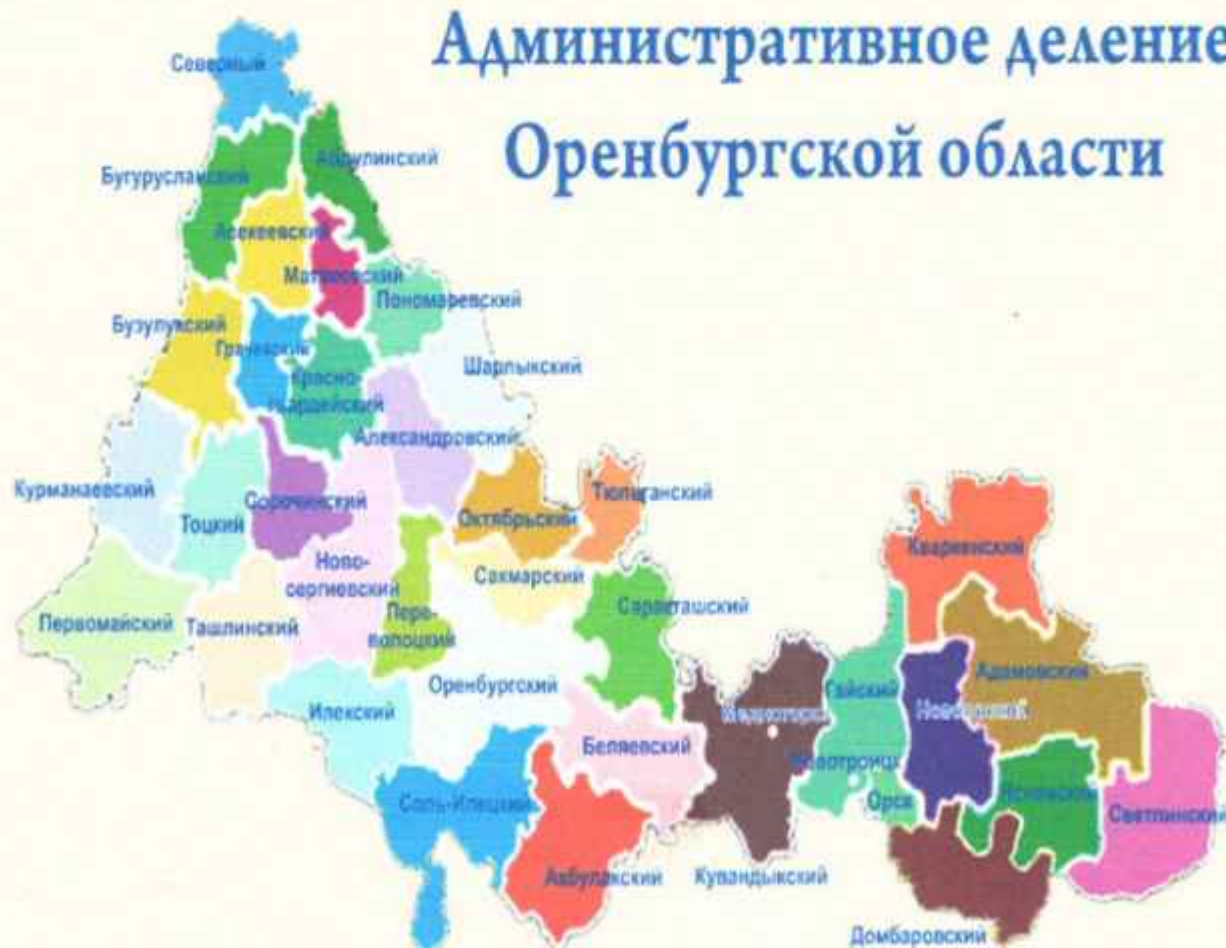 Административное деление
Оренбургской области
Северный
Абдулинский
Бугурусланский
Асекеевский
Матвеевский
Пономаревский
Бузулукский
Грачевский
Красно-
гвардейский
Шарлыкский
Александровский
Курманаевский
Тоцкий
Сорочинский
Октябрьский
Тюльганский
Ново-
сергиевский
Сакмарский
Кваркенский
Первомайский
Ташлинский
Пере-
волоцкий
Саракташский
Оренбургский
Илекский
Гайский
Адамовский
Медногорск
Беляевский
Новотроицк
Соль-Илецкий
Орск
Ясненский
Светлинский
Акбулакский
Кувандыкский
Домбаровский